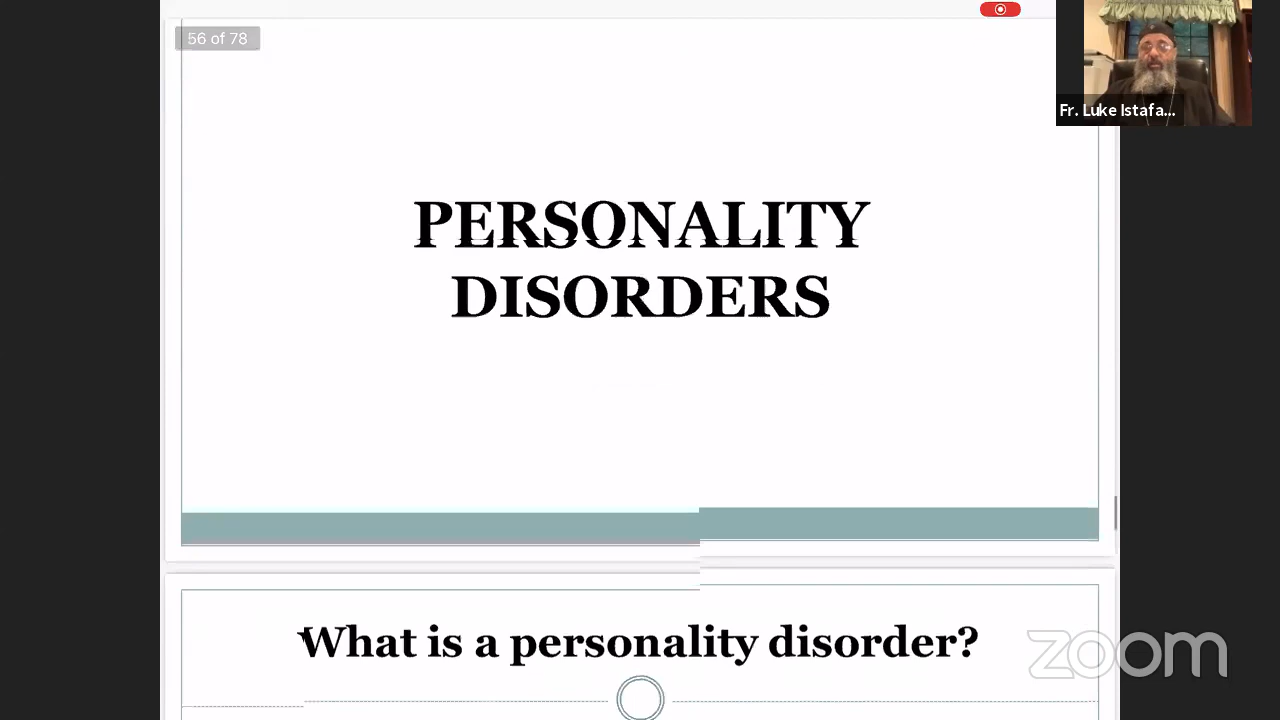 56 of 78
Fr. Luke Istafa...
PERSONALITY
DISORDERS
What is a personality disorder?
zoom